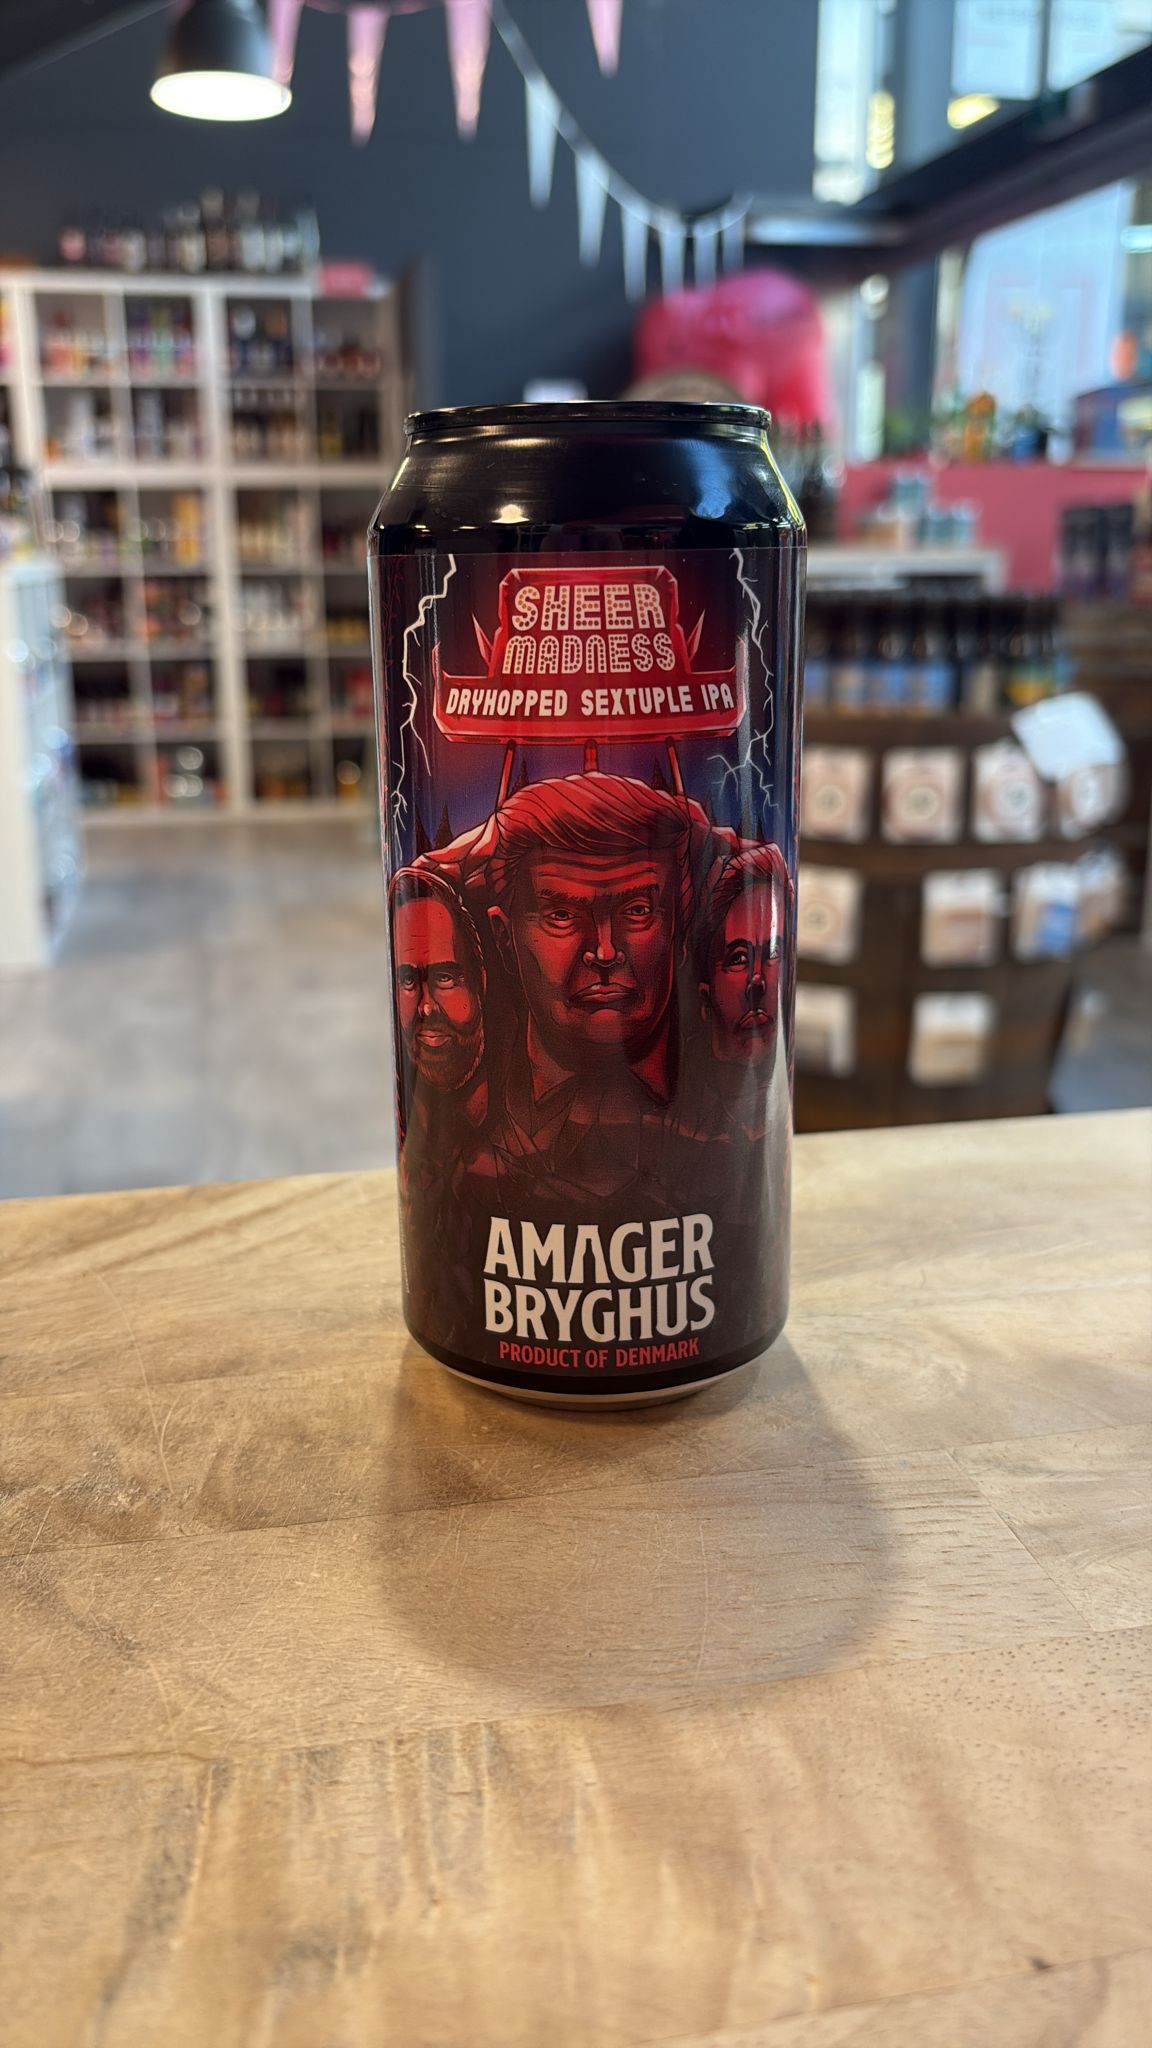 SHEER
MADNESS
DRYHOPPED SEXTUPLE IPA
AMAGER
BRYGHUS
PRODUCT OF DENMARK